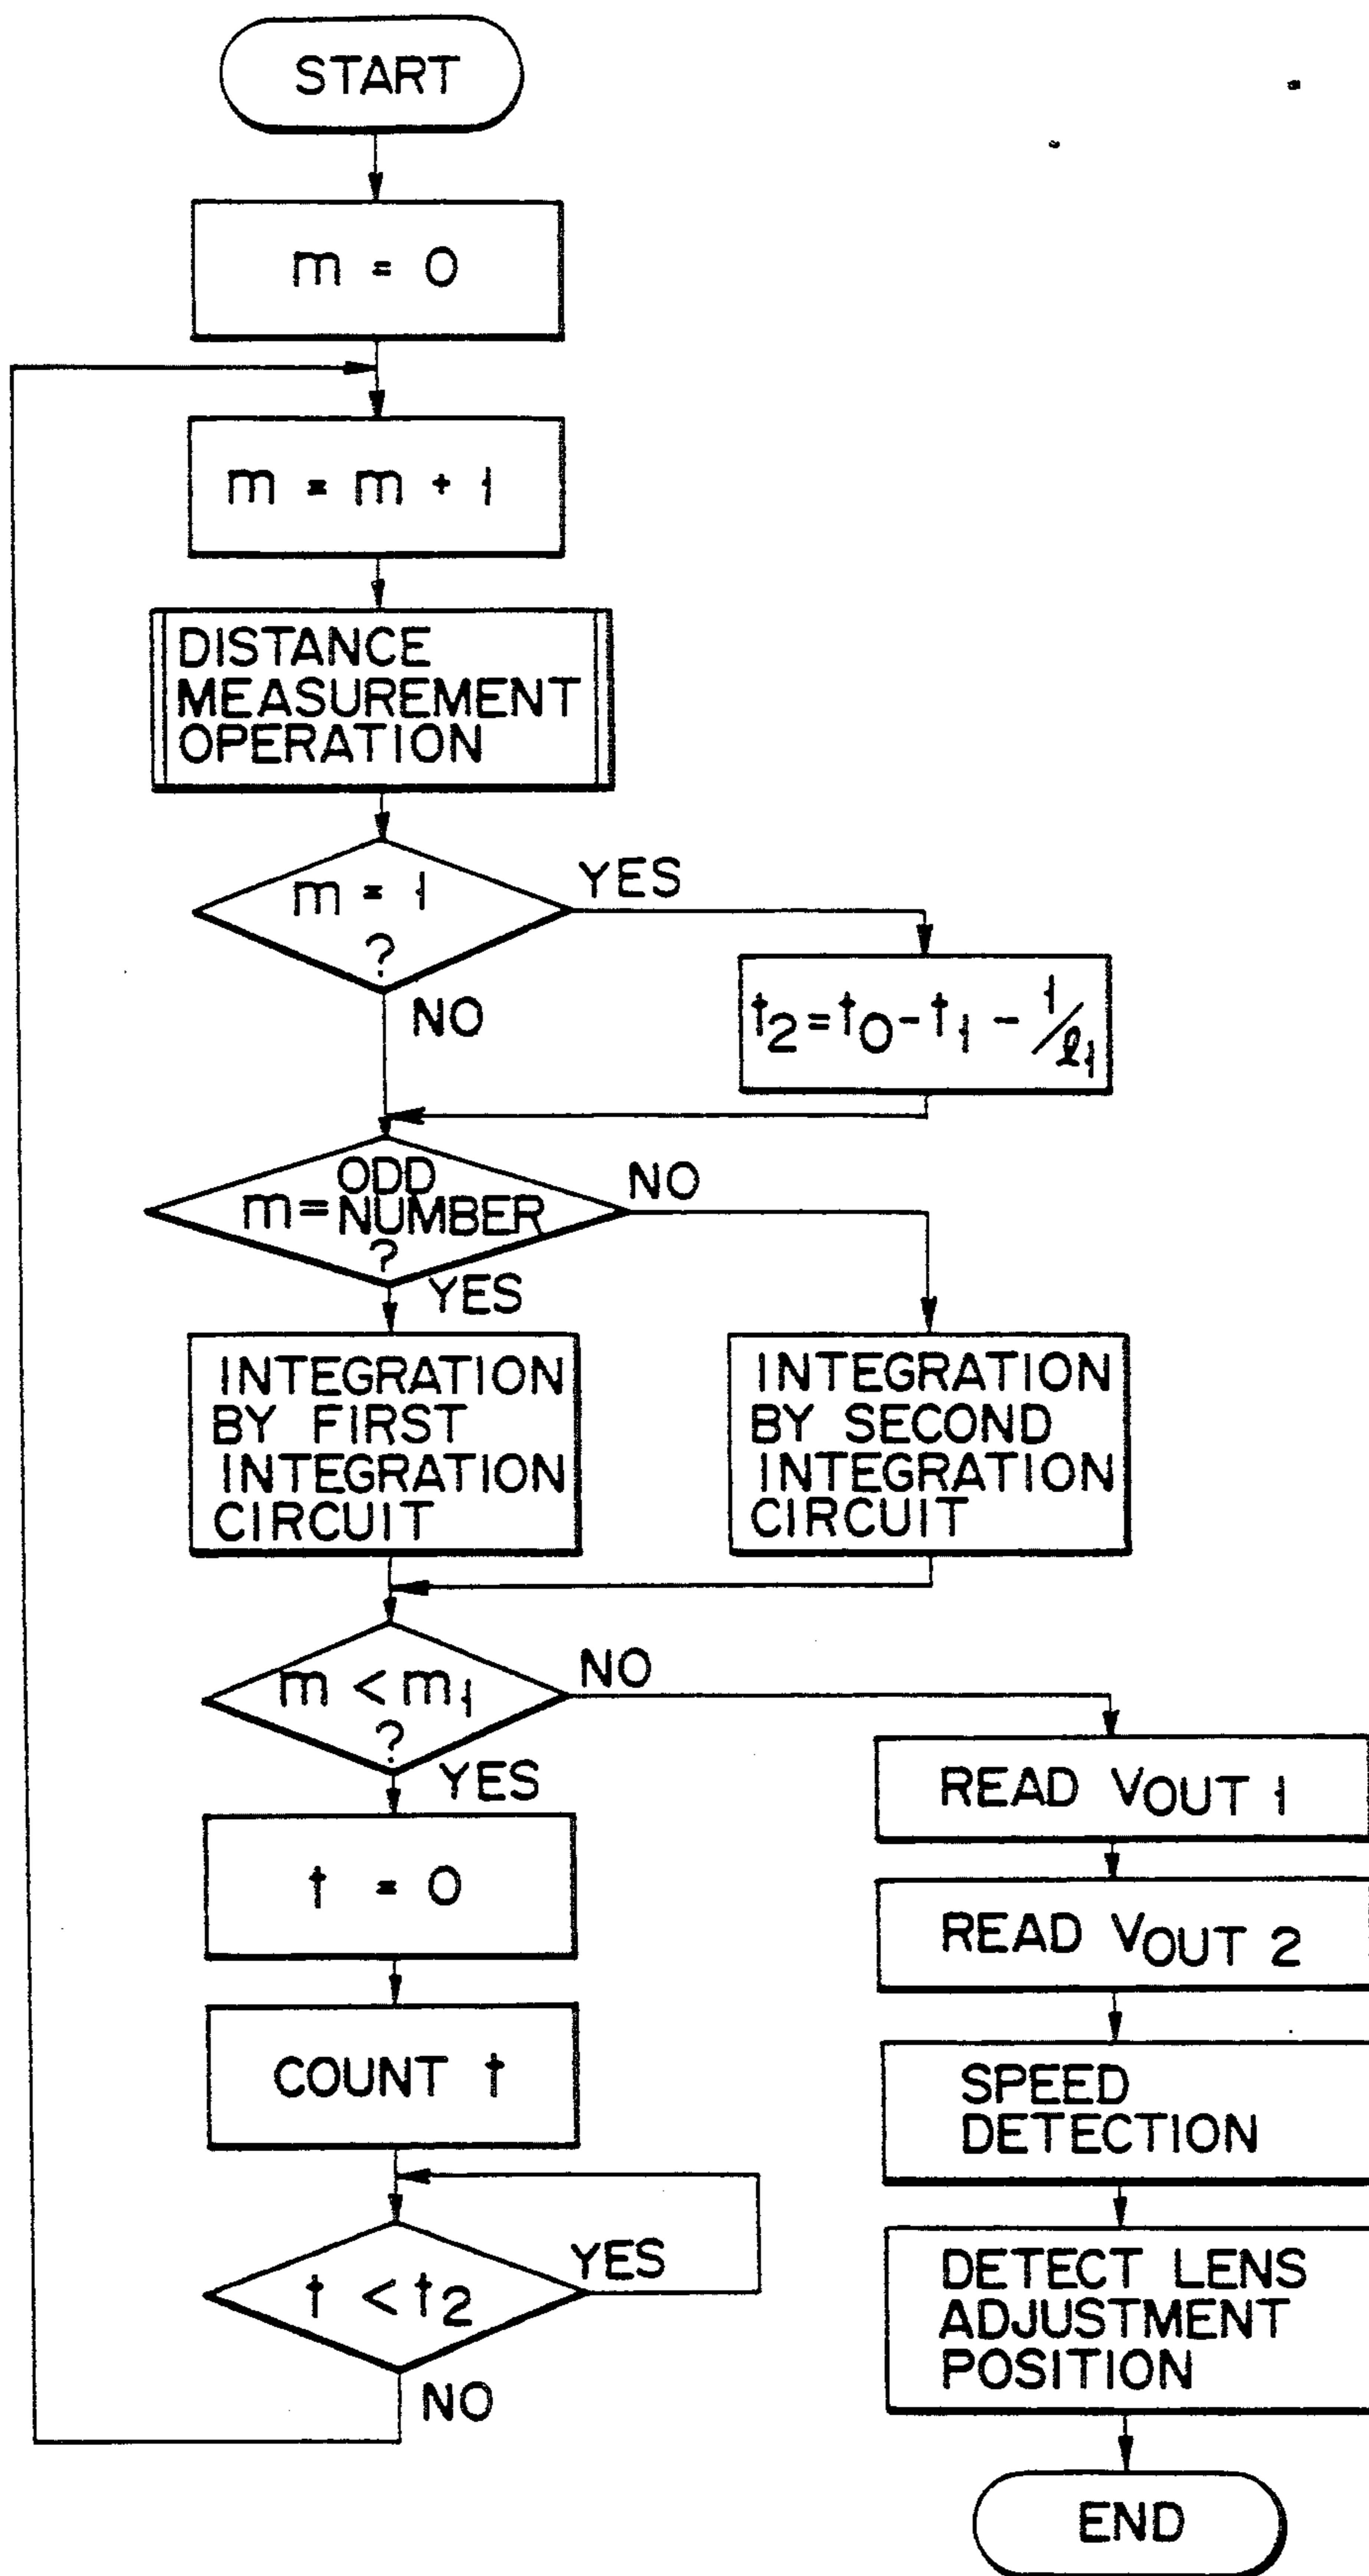 START
m = 0
m = m + 1
DISTANCE
MEASUREMENT
OPERATION
m = 1
?
YES
NO
t2 = t0 - t1 - 1/ℓ1
ODD
m = NUMBER
?
NO
YES
INTEGRATION
BY FIRST
INTEGRATION
CIRCUIT
INTEGRATION
BY SECOND
INTEGRATION
CIRCUIT
m < m1
?
NO
YES
READ VOUT 1
t = 0
READ VOUT 2
COUNT t
SPEED
DETECTION
t < t2
YES
NO
DETECT LENS
ADJUSTMENT
POSITION
END